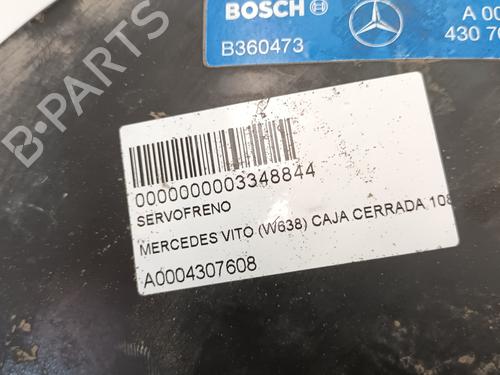 BOSCH
A 00
B360473
430 70
B-PARTS
0000000003348844
SERVOFRENO
MERCEDES VITO (W638) CAJA CERRADA 108
A0004307608